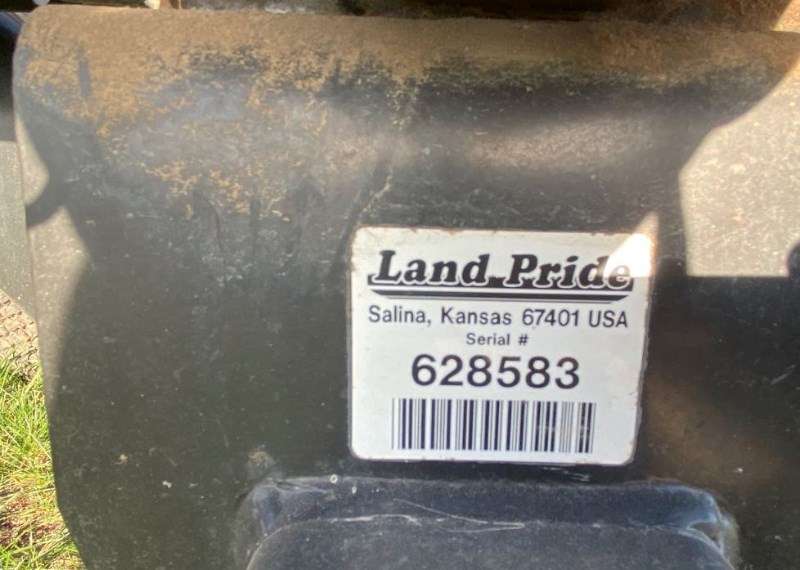 Land Pride
Salina, Kansas 67401 USA
Serial #
628583